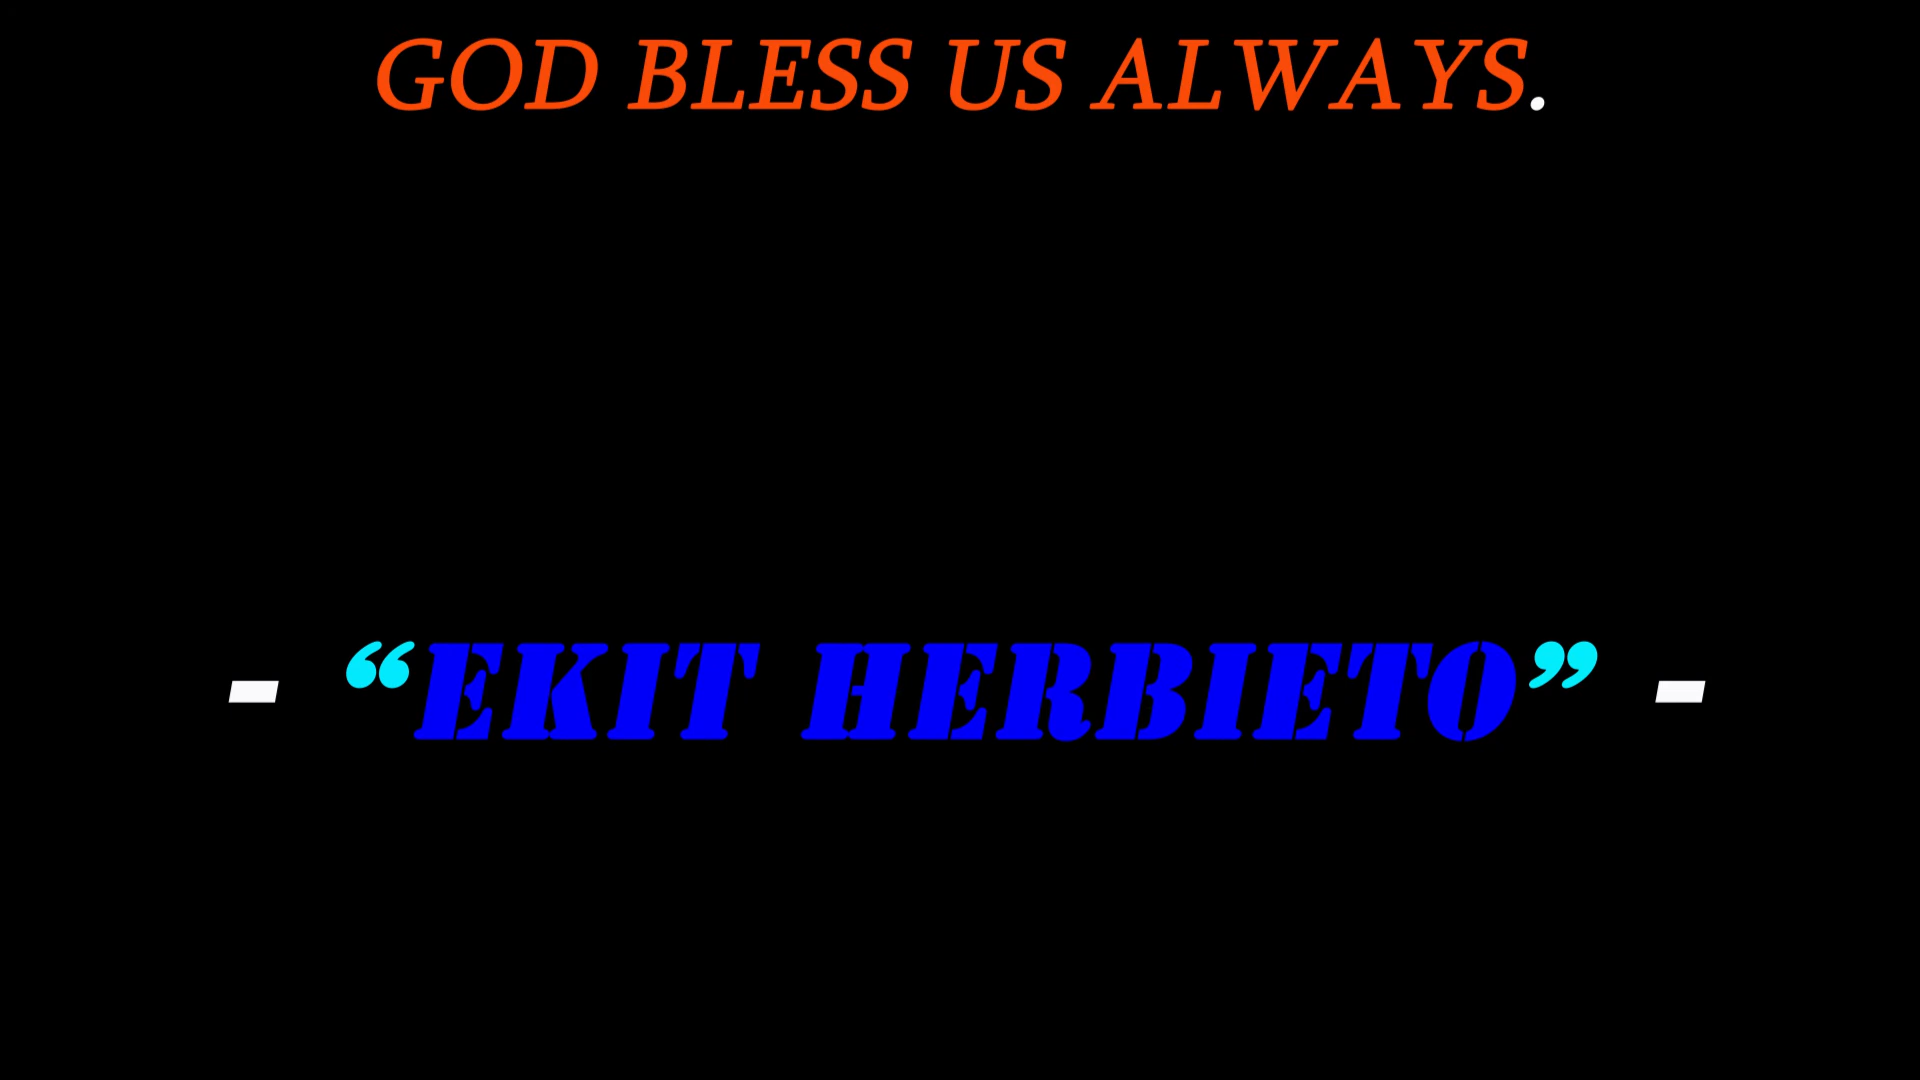 GOD BLESS US ALWAYS.
- “EKIT HERBIETO” -